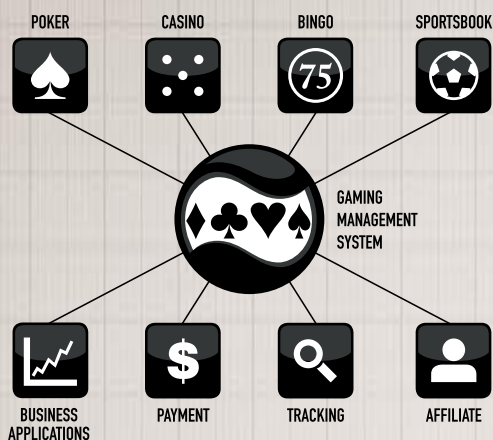 POKER
CASINO
BINGO
SPORTSBOOK
75
GAMING
MANAGEMENT
SYSTEM
$
BUSINESS
APPLICATIONS
PAYMENT
TRACKING
AFFILIATE